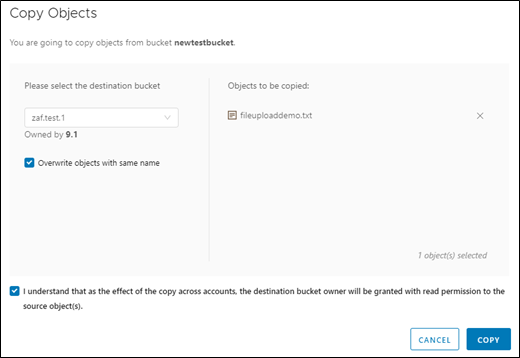 Copy Objects
You are going to copy objects from bucket newtestbucket.
Please select the destination bucket
zaf.test.1
Owned by 9.1
Overwrite objects with same name
Objects to be copied:
fileuploaddemo.txt
1 object(s) selected
I understand that as the effect of the copy across accounts, the destination bucket owner will be granted with read permission to the
source object(s).
CANCEL
COPY